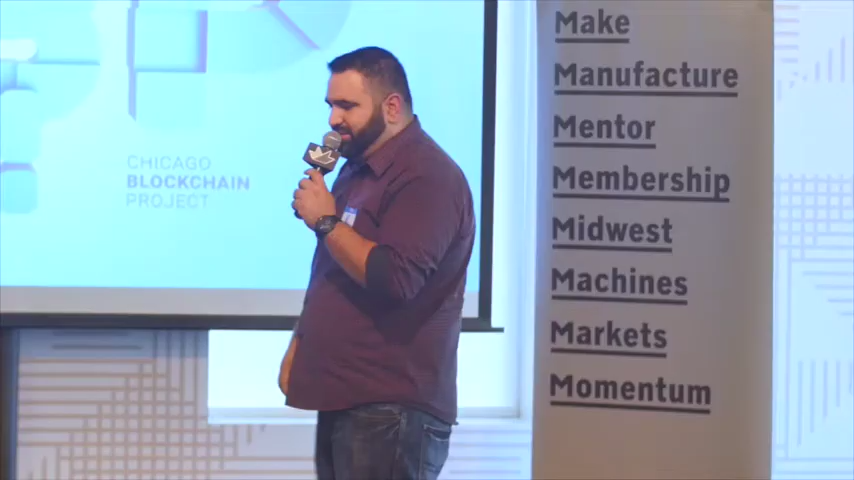 CHICAGO
BLOCKCHAIN
PROJECT
Make
Manufacture
Mentor
Membership
Midwest
Machines
Markets
Momentum